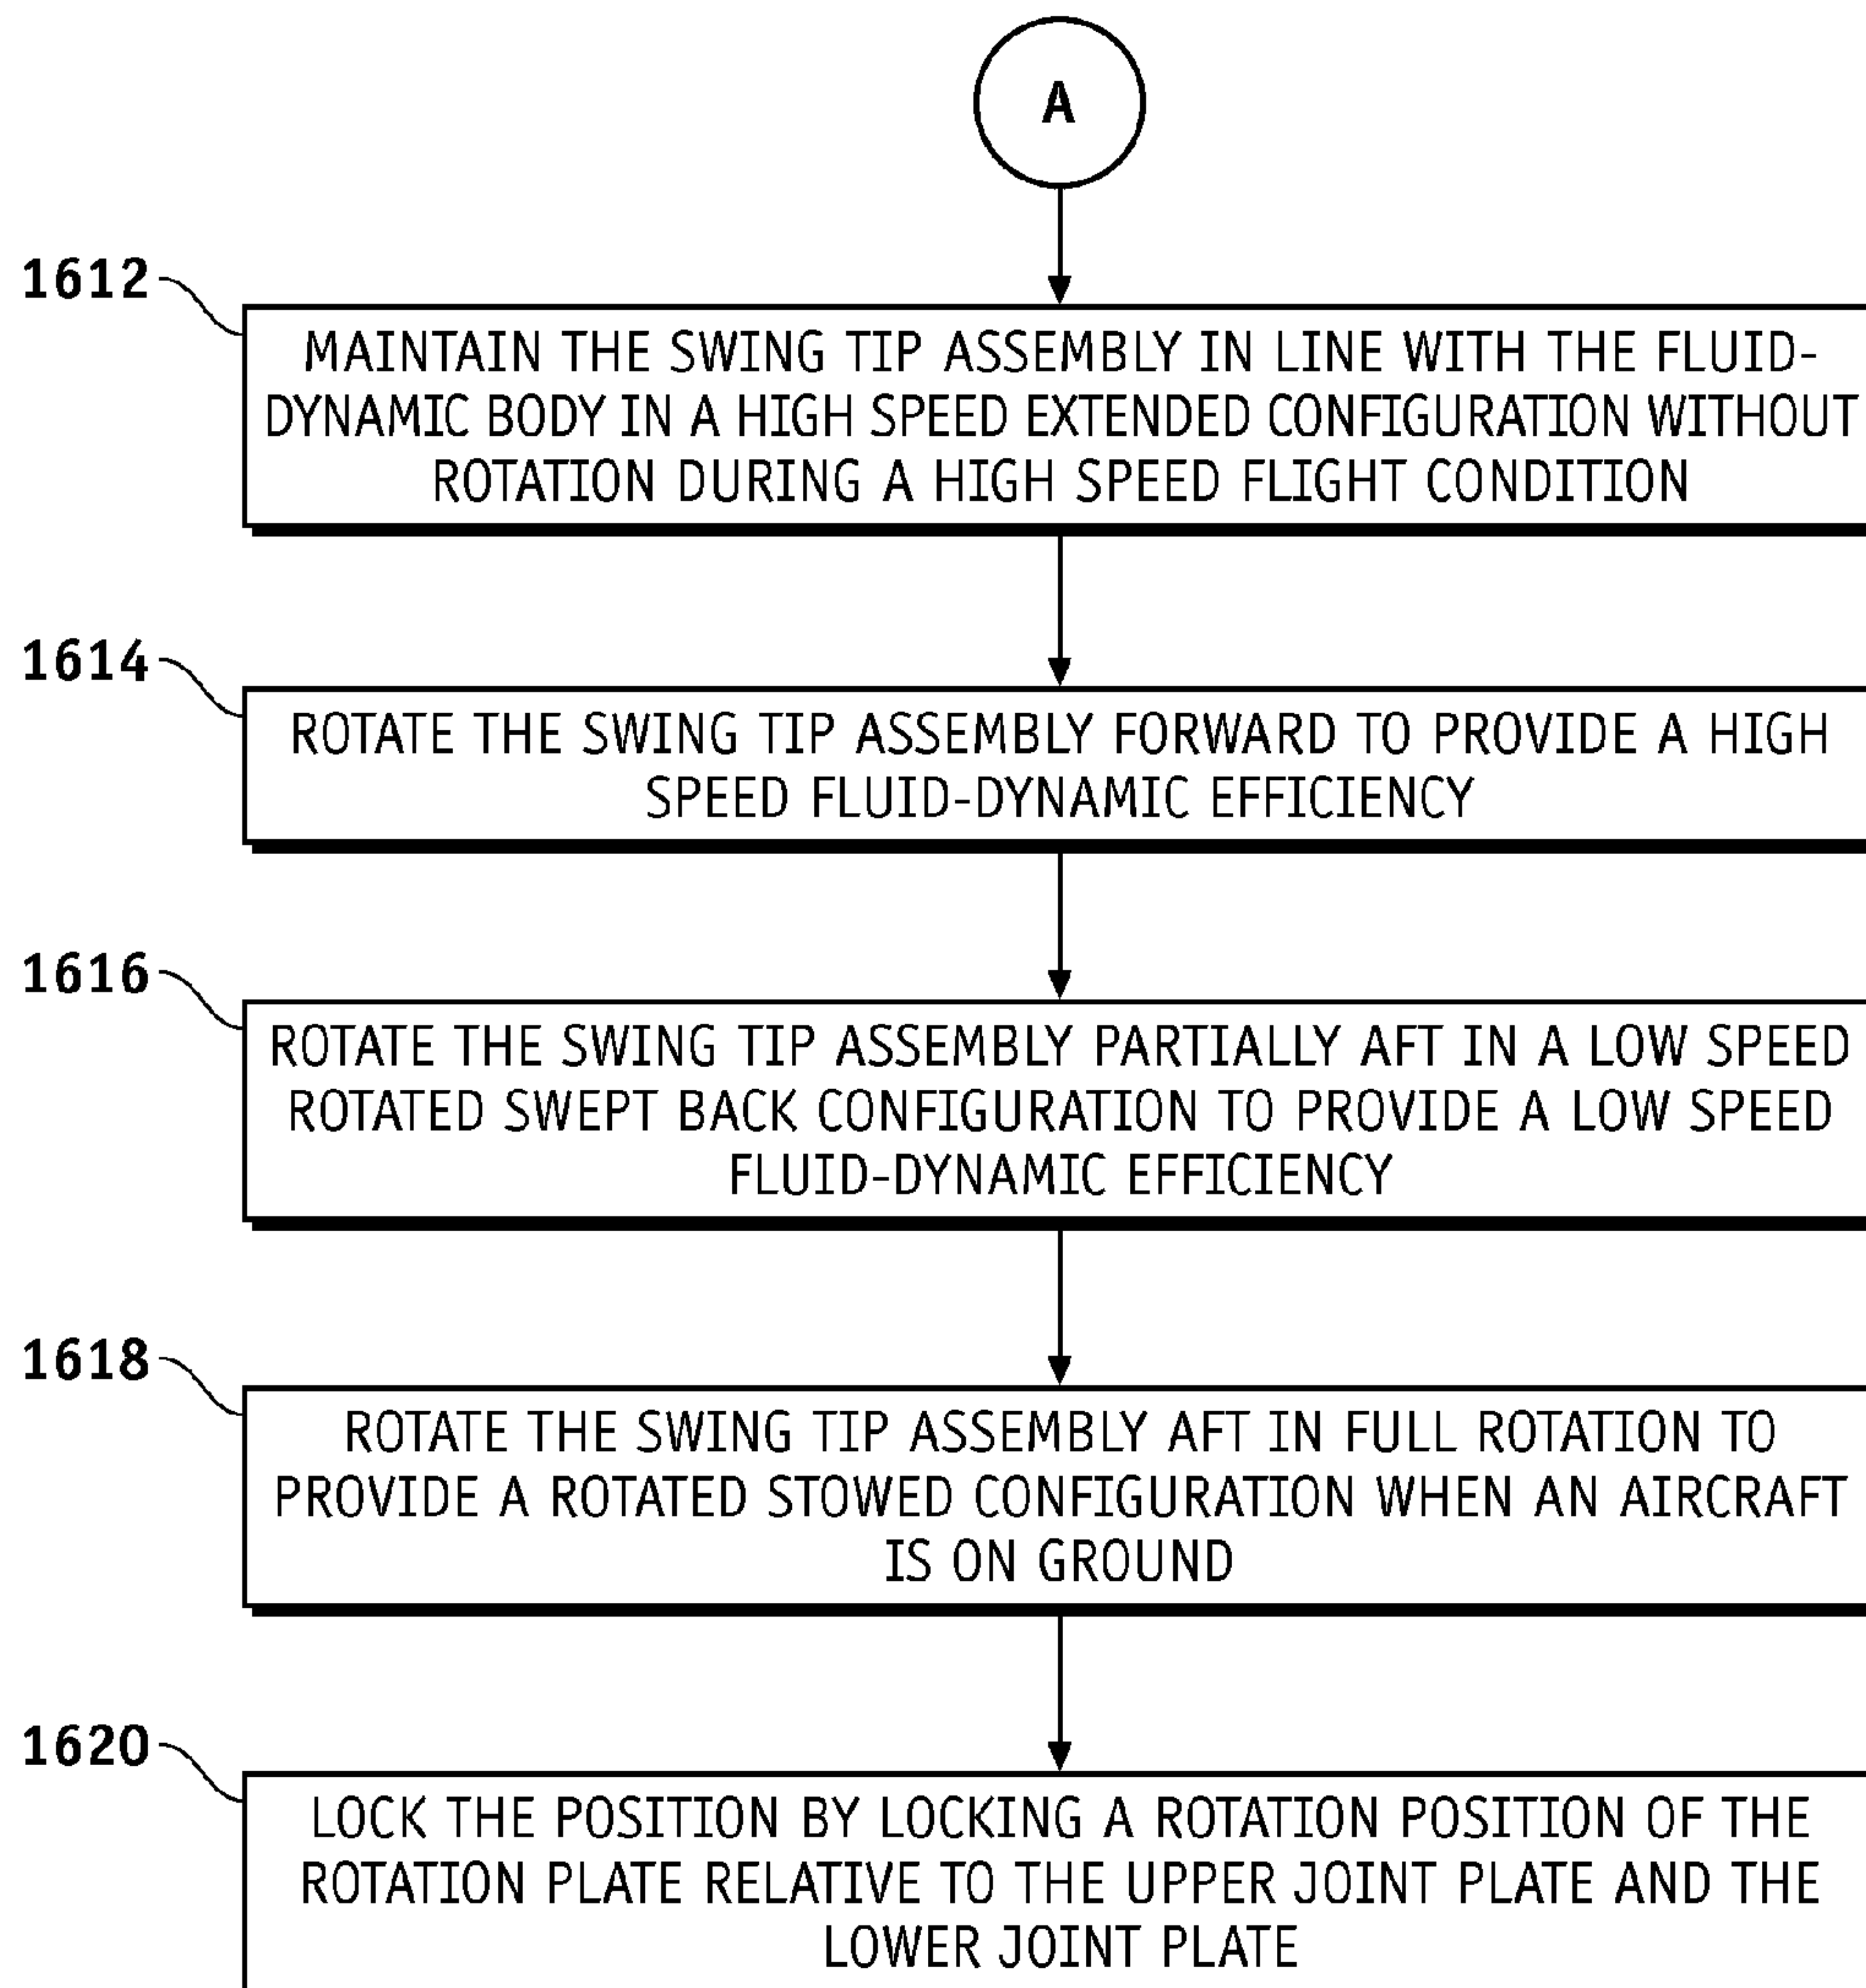 A
1612
MAINTAIN THE SWING TIP ASSEMBLY IN LINE WITH THE FLUID-
DYNAMIC BODY IN A HIGH SPEED EXTENDED CONFIGURATION WITHOUT
ROTATION DURING A HIGH SPEED FLIGHT CONDITION
1614
ROTATE THE SWING TIP ASSEMBLY FORWARD TO PROVIDE A HIGH
SPEED FLUID-DYNAMIC EFFICIENCY
1616
ROTATE THE SWING TIP ASSEMBLY PARTIALLY AFT IN A LOW SPEED
ROTATED SWEPT BACK CONFIGURATION TO PROVIDE A LOW SPEED
FLUID-DYNAMIC EFFICIENCY
1618
ROTATE THE SWING TIP ASSEMBLY AFT IN FULL ROTATION TO
PROVIDE A ROTATED STOWED CONFIGURATION WHEN AN AIRCRAFT
IS ON GROUND
1620
LOCK THE POSITION BY LOCKING A ROTATION POSITION OF THE
ROTATION PLATE RELATIVE TO THE UPPER JOINT PLATE AND THE
LOWER JOINT PLATE